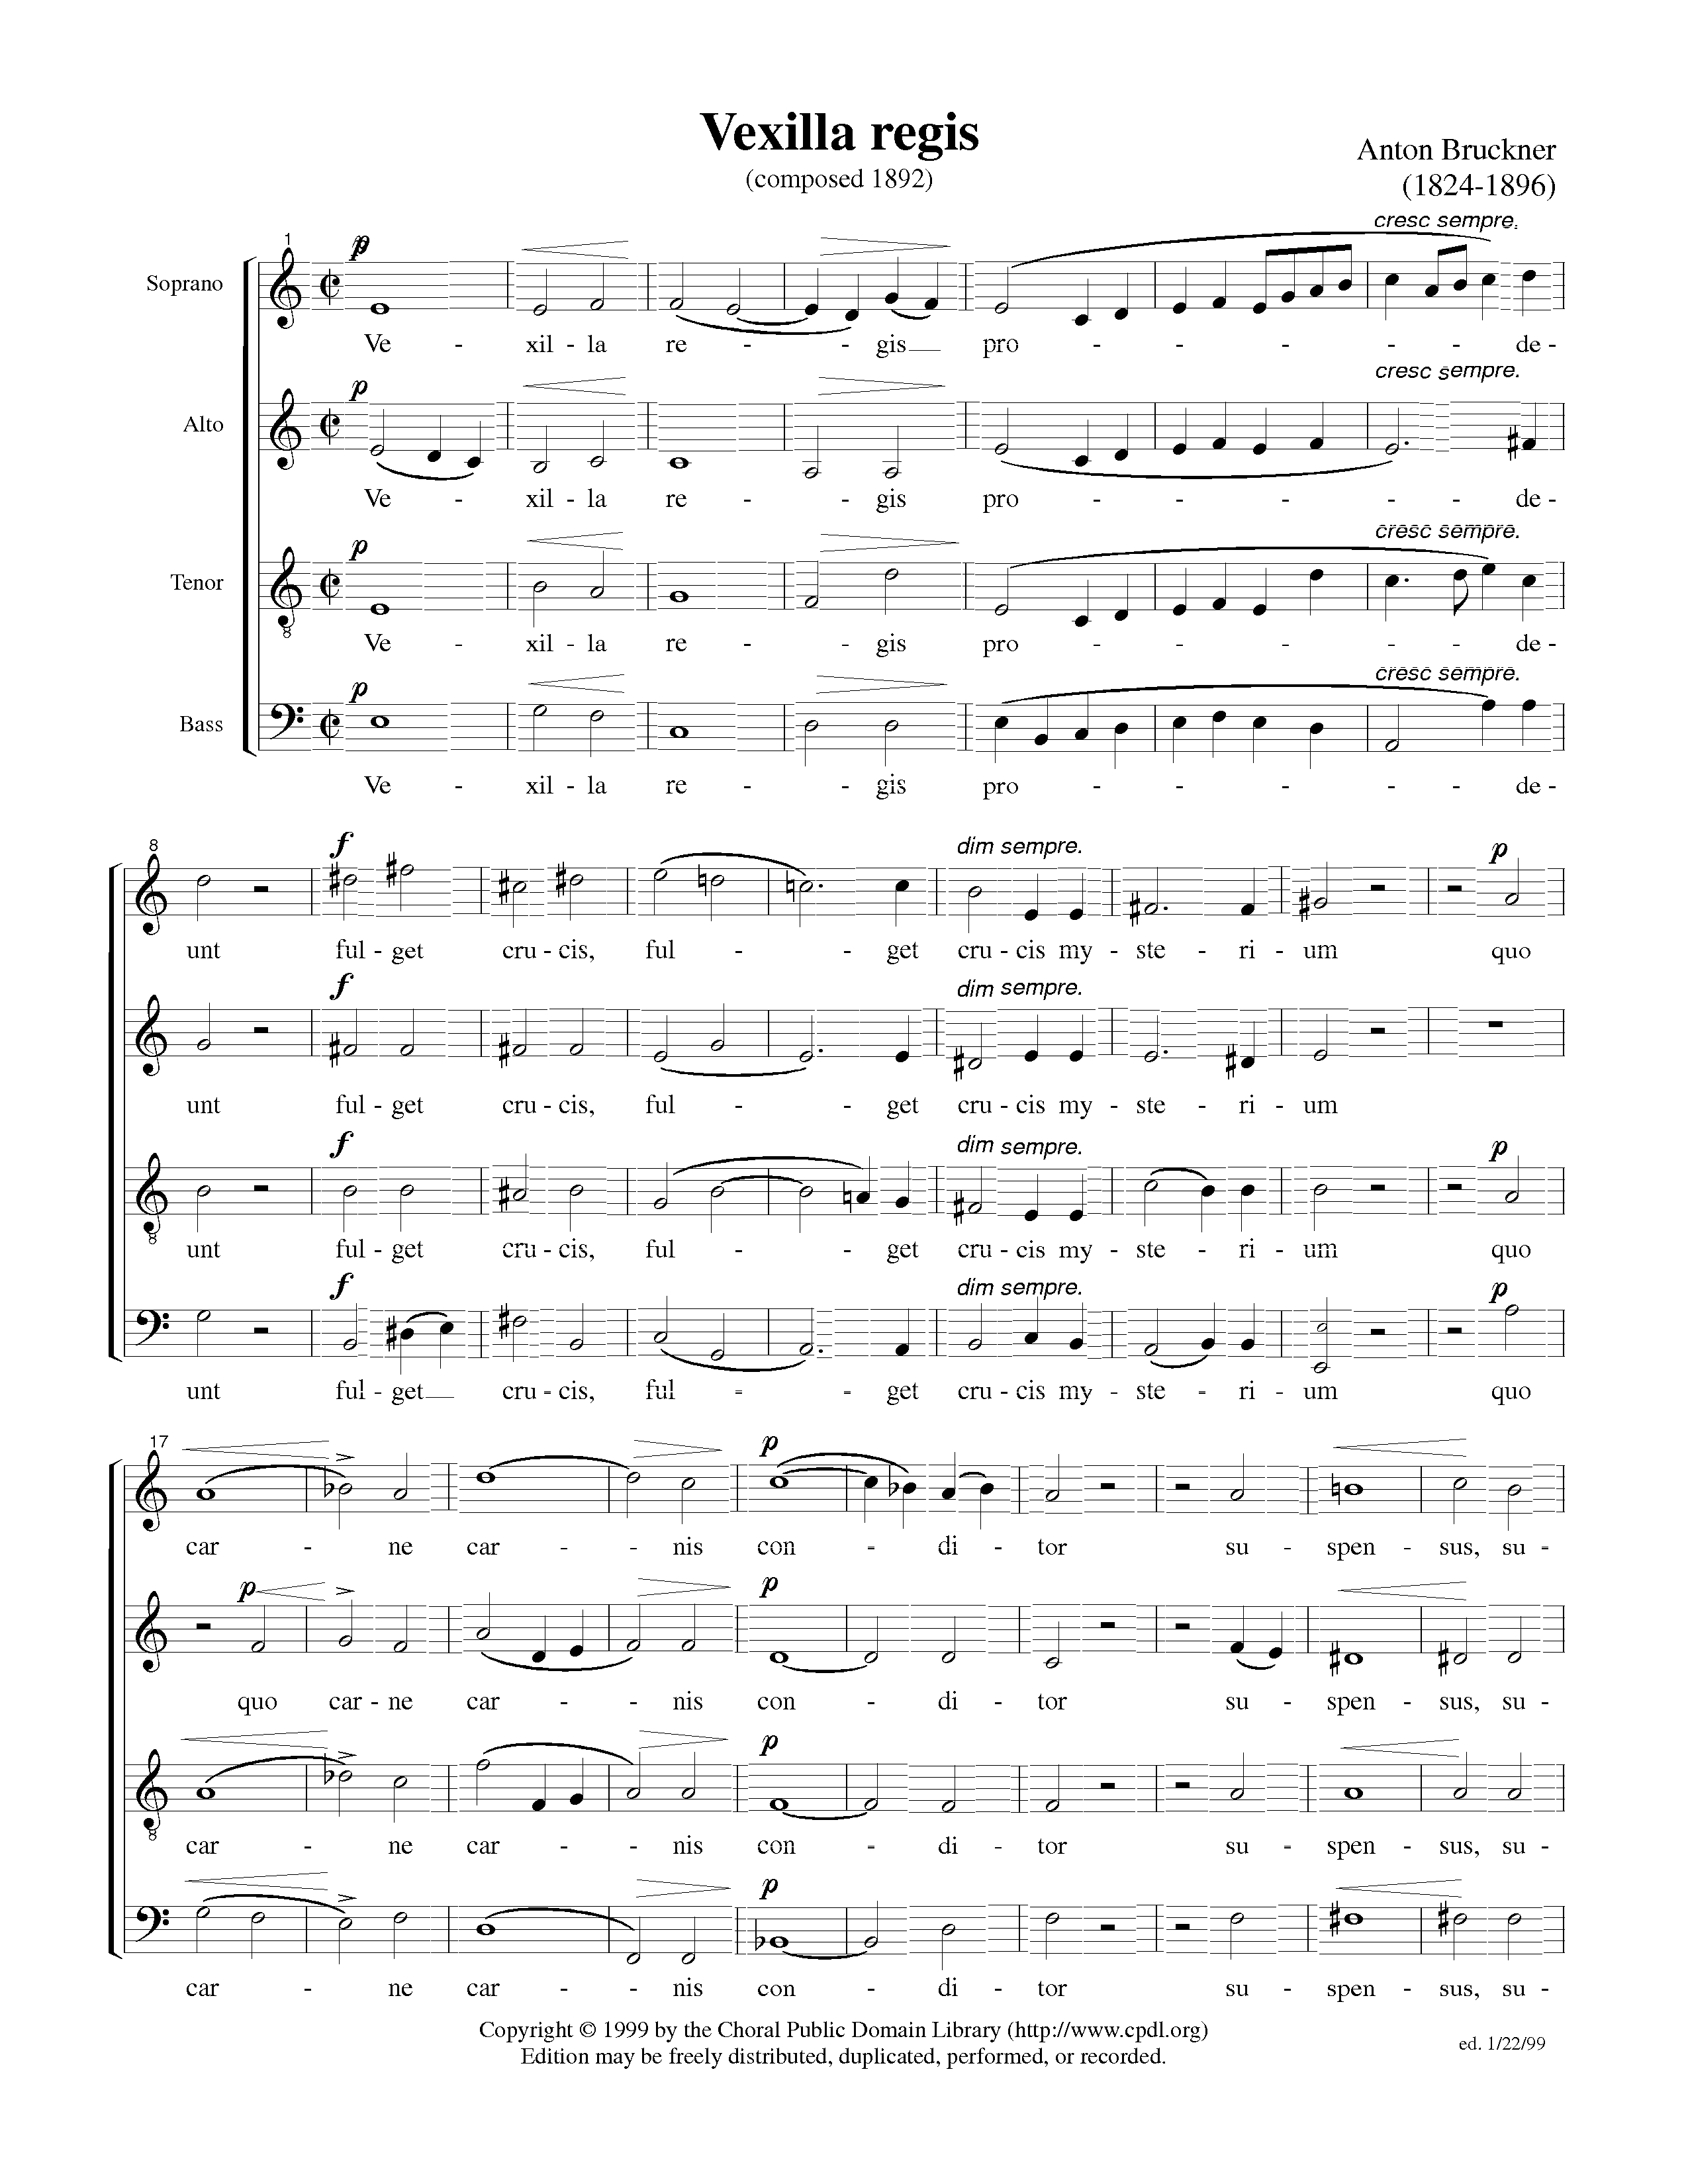 Vexilla regis
(composed 1892)
Anton Bruckner
(1824-1896)
cresc sempre.
1
p
Soprano
Ve - xil - la re - - gis pro - - - - - de -
cresc sempre.
p
Alto
Ve - xil - la re - - gis pro - - - - - de -
cresc sempre.
p
Tenor
Ve - xil - la re - - gis pro - - - - - de -
cresc sempre.
p
Bass
Ve - xil - la re - - gis pro - - - - - de -
8
f dim sempre. p
unt ful - get cru - cis, ful - - get cru - cis my - ste - ri - um quo
f dim sempre.
unt ful - get cru - cis, ful - - get cru - cis my - ste - ri - um
f dim sempre. p
unt ful - get cru - cis, ful - - get cru - cis my - ste - ri - um quo
f dim sempre. p
unt ful - get cru - cis, ful - - get cru - cis my - ste - ri - um quo
17
p
car - ne car - - nis con - di - tor su - spen - sus, su -
p p
quo car - ne car - - nis con - di - tor su - spen - sus, su -
p
car - ne car - - nis con - di - tor su - spen - sus, su -
p
car - ne car - - nis con - di - tor su - spen - sus, su -
Copyright © 1999 by the Choral Public Domain Library (http://www.cpdl.org)
Edition may be freely distributed, duplicated, performed, or recorded.
ed. 1/22/99